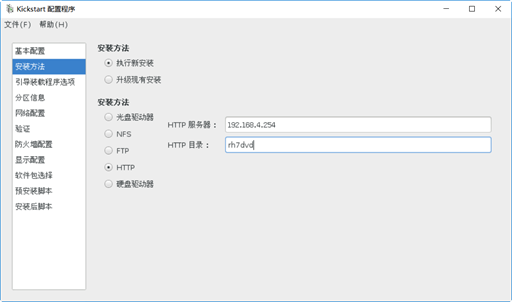 Kickstart 配置程序
文件(F) 帮助(H)
基本配置
安装方法
引导装载程序选项
分区信息
网络配置
验证
防火墙配置
显示配置
软件包选择
预安装脚本
安装后脚本
安装方法
执行新安装
升级现有安装
安装方法
光盘驱动器
NFS
FTP
HTTP
硬盘驱动器
HTTP 服务器： 192.168.4.254
HTTP 目录： rh7dvd